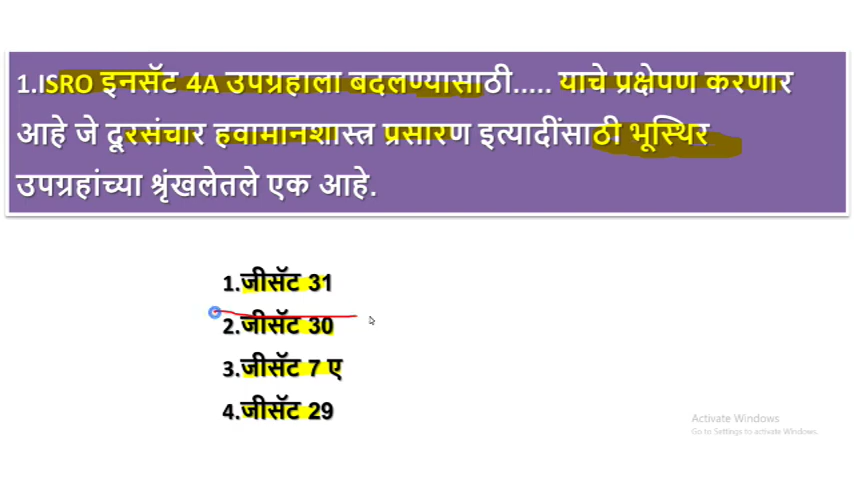 1.ISRO इनसॅट 4A उपग्रहाला बदलण्यासाठी..... याचे प्रक्षेपण करणार
आहे जे दूरसंचार हवामानशास्त्र प्रसारण इत्यादींसाठी भूस्थिर
उपग्रहांच्या श्रृंखलेतले एक आहे.
1.जीसॅट 31
2.जीसॅट 30
3.जीसॅट 7 ए
4.जीसॅट 29
Activate Windows
Go to Settings to activate Windows.